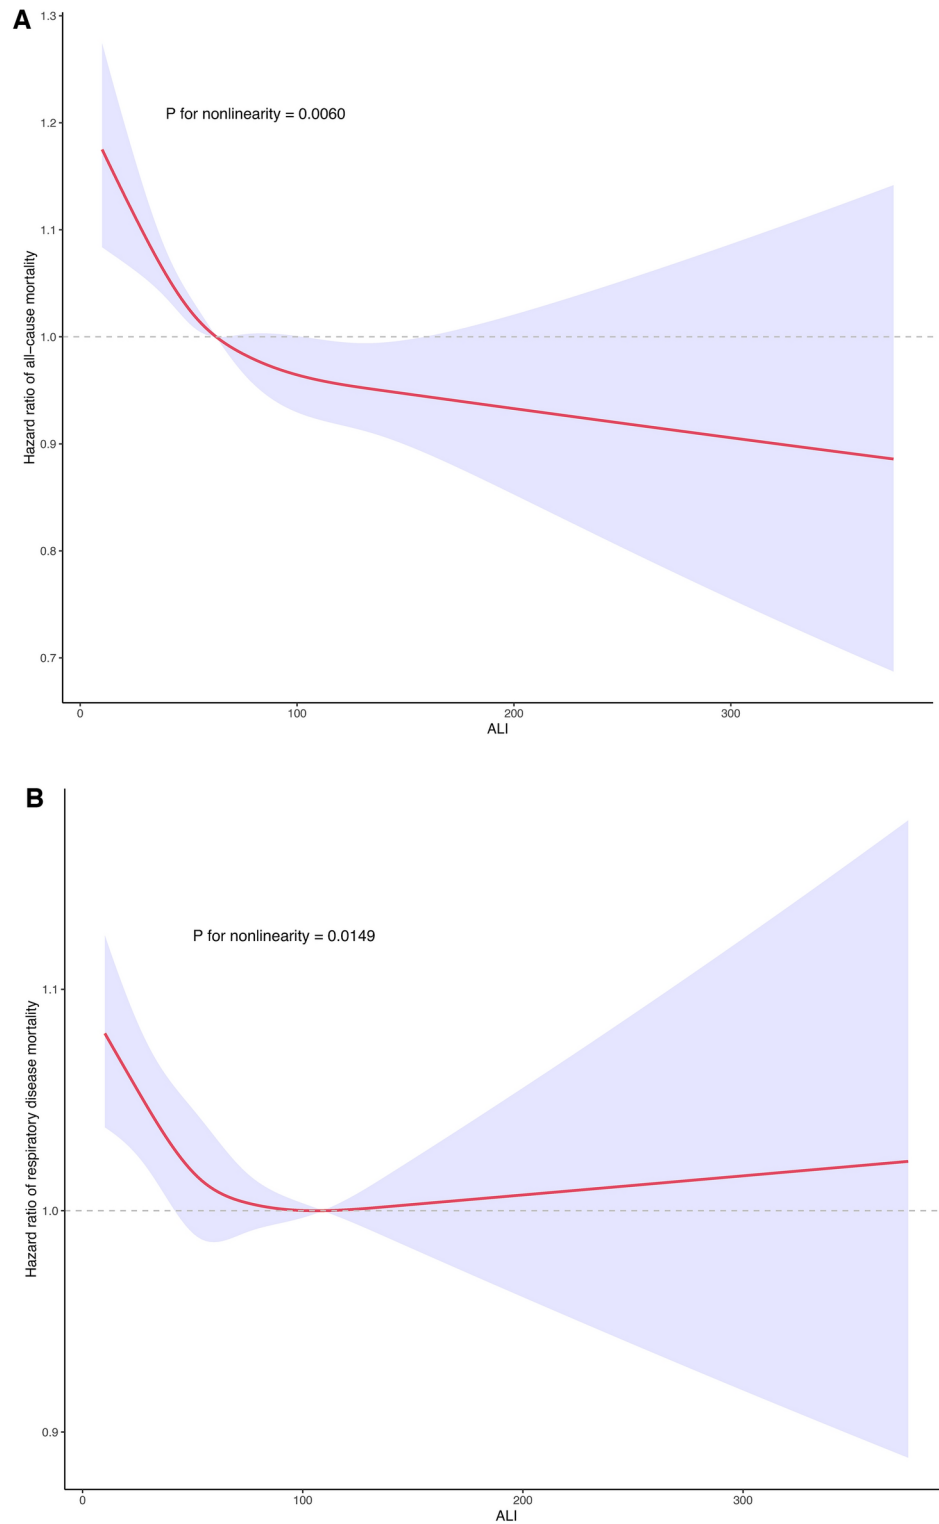 A
1.3
1.2
P for nonlinearity = 0.0060
1.1
1.0
0.9
0.8
0.7
Hazard ratio of all−cause mortality
0 100 200 300
ALI
B
P for nonlinearity = 0.0149
1.1
1.0
0.9
Hazard ratio of respiratory disease mortality
0 100 200 300
ALI